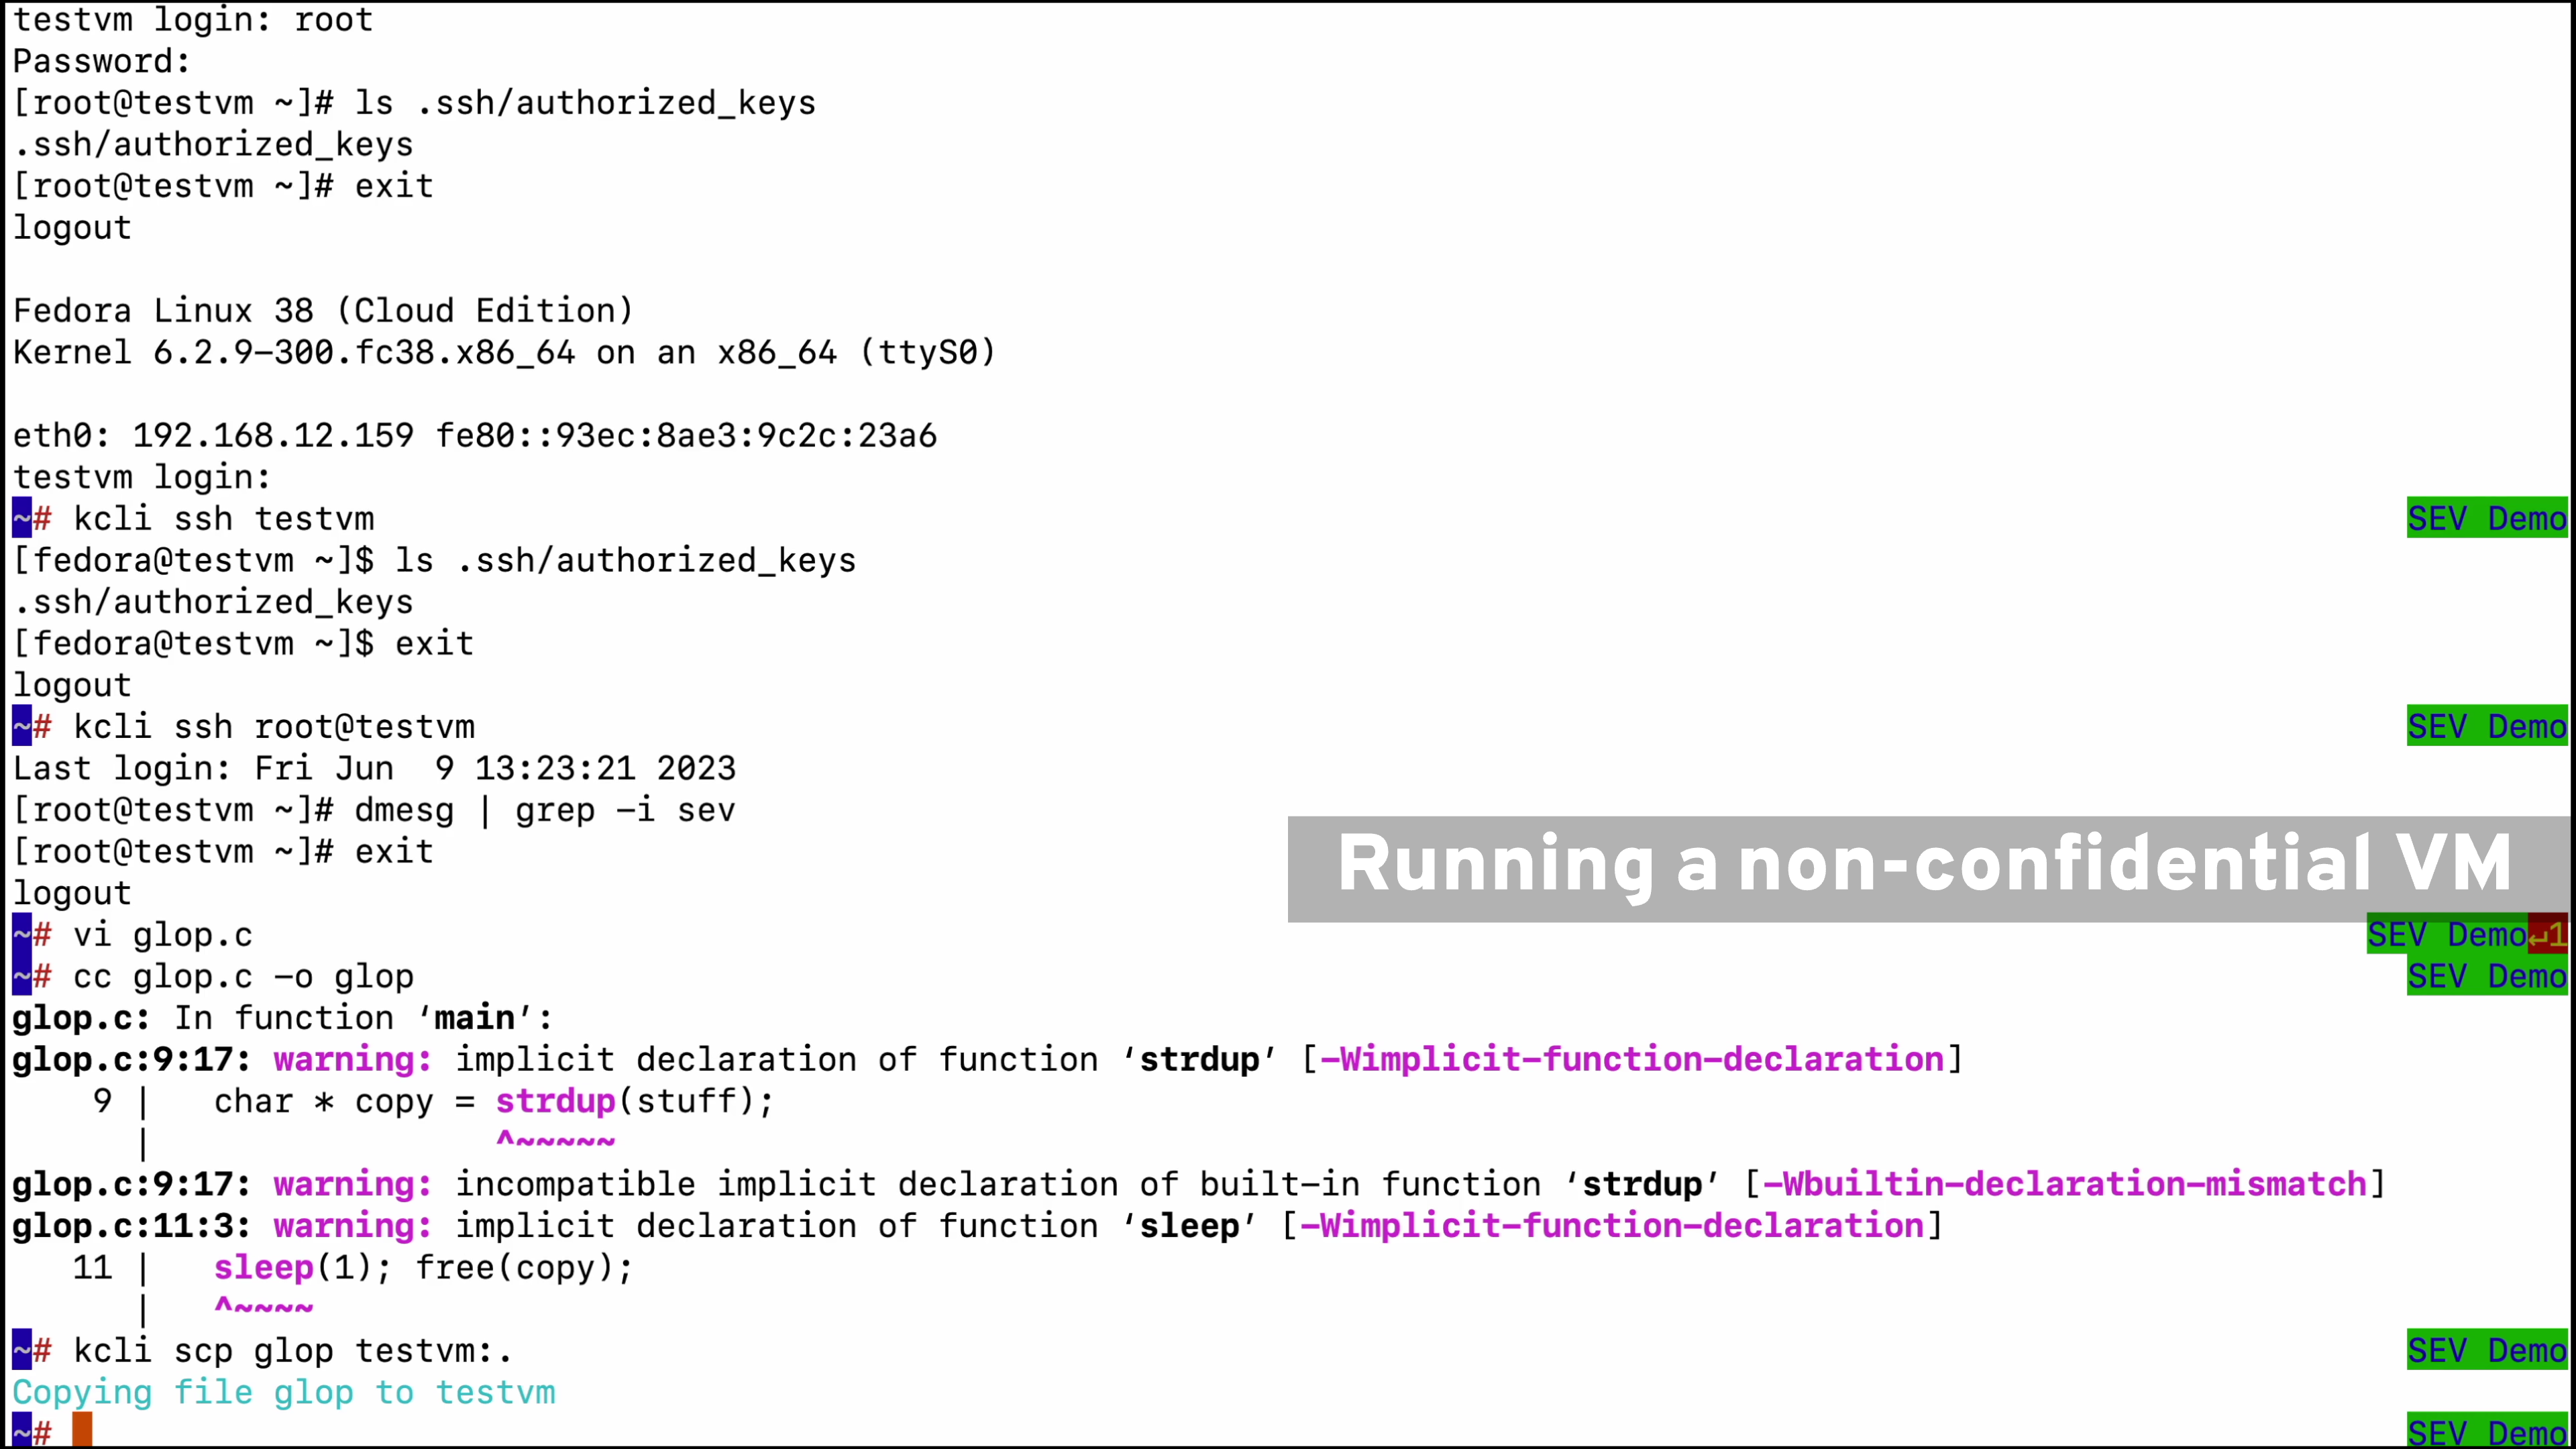 testvm login: root
Password:
[root@testvm ~]# ls .ssh/authorized_keys
.ssh/authorized_keys
[root@testvm ~]# exit
logout
Fedora Linux 38 (Cloud Edition)
Kernel 6.2.9-300.fc38.x86_64 on an x86_64 (ttyS0)
eth0: 192.168.12.159 fe80::93ec:8ae3:9c2c:23a6
testvm login:
~# kcli ssh testvm SEV Demo
[fedora@testvm ~]$ ls .ssh/authorized_keys
.ssh/authorized_keys
[fedora@testvm ~]$ exit
logout
~# kcli ssh root@testvm SEV Demo
Last login: Fri Jun  9 13:23:21 2023
[root@testvm ~]# dmesg | grep -i sev
[root@testvm ~]# exit
Running a non-confidential VM
logout
~# vi glop.c SEV Demo↵1
~# cc glop.c -o glop SEV Demo
glop.c: In function ‘main’:
glop.c:9:17: warning: implicit declaration of function ‘strdup’ [-Wimplicit-function-declaration]
    9 |   char * copy = strdup(stuff);
      |                 ^~~~~~
glop.c:9:17: warning: incompatible implicit declaration of built-in function ‘strdup’ [-Wbuiltin-declaration-mismatch]
glop.c:11:3: warning: implicit declaration of function ‘sleep’ [-Wimplicit-function-declaration]
   11 |   sleep(1); free(copy);
      |   ^~~~~
~# kcli scp glop testvm:. SEV Demo
Copying file glop to testvm
~# SEV Demo